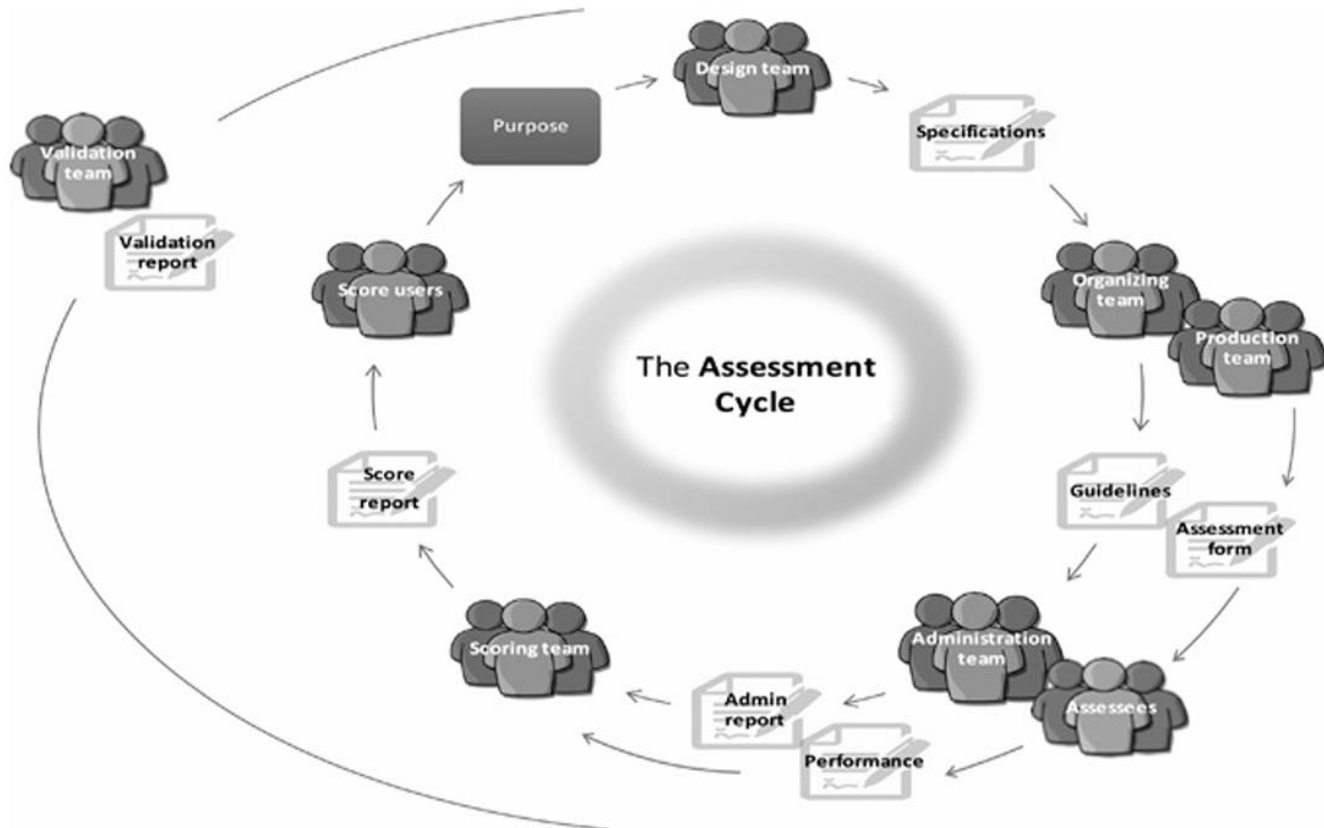 Design team
Purpose
Specifications
Validation
team
Validation
report
Score users
Organizing
team
Production
team
The Assessment
Cycle
Score
report
Guidelines
Assessment
form
Scoring team
Administration
team
Assessees
Admin
report
Performance